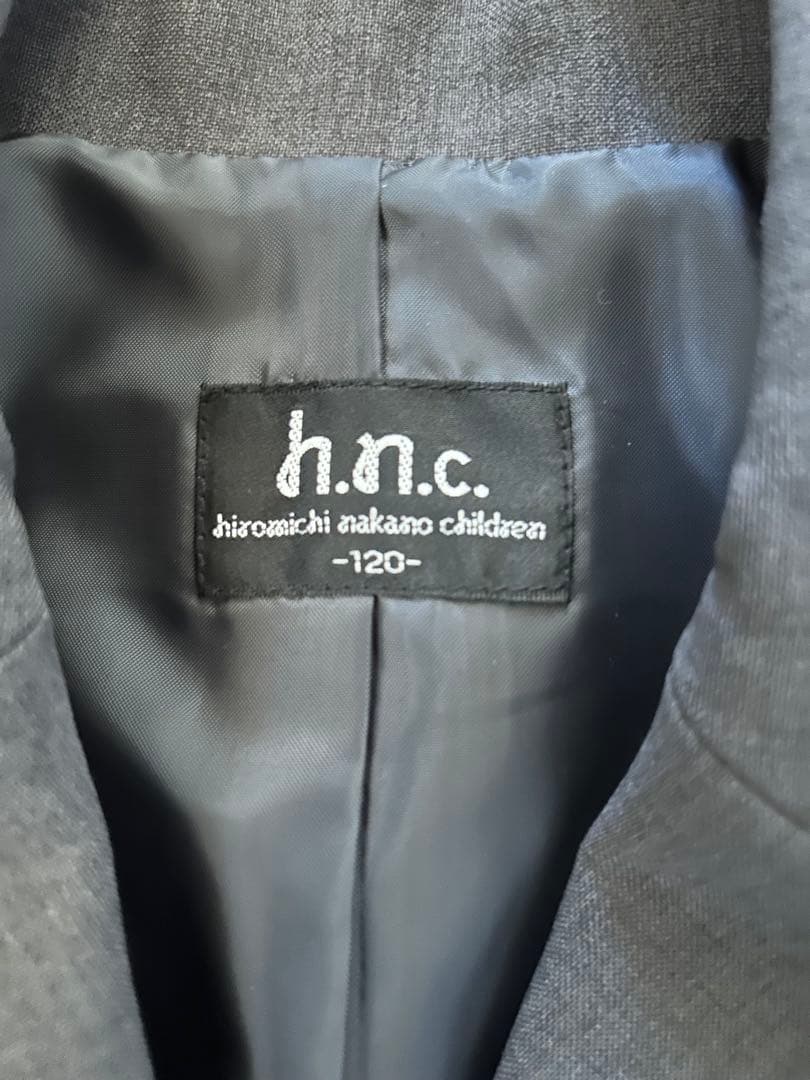 h.n.c.
hiromichi nakano children
-120-